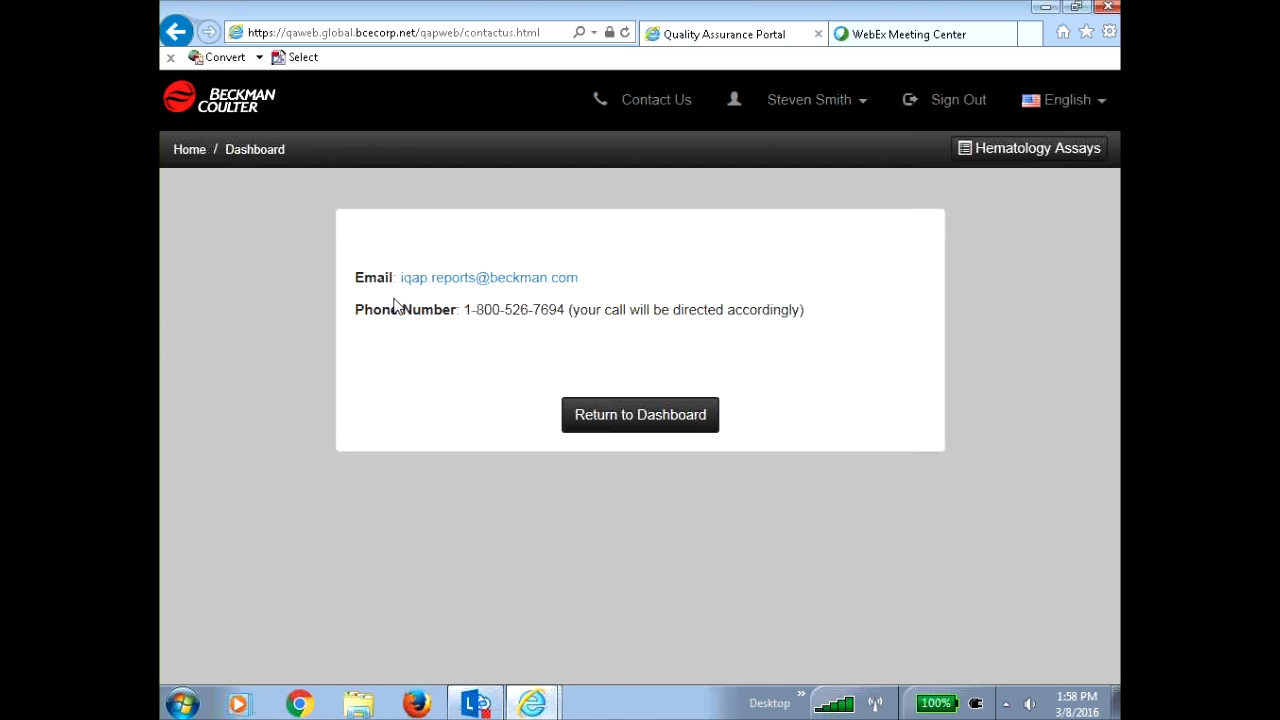 https://qaweb.global.bcecorp.net/qapweb/contactus.html
Quality Assurance Portal
WebEx Meeting Center
Convert
Select
BECKMAN COULTER
Contact Us
Steven Smith
Sign Out
English
Home / Dashboard
Hematology Assays
Email: iqap.reports@beckman.com
Phone Number: 1-800-526-7694 (your call will be directed accordingly)
Return to Dashboard
Desktop
100%
1:58 PM
3/8/2016